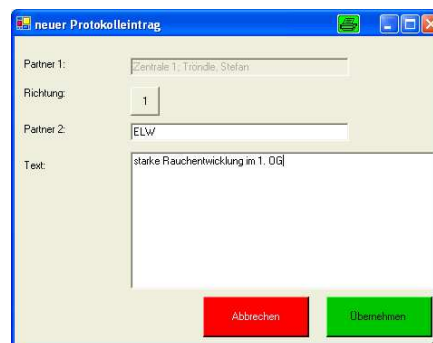 neuer Protokolleintrag
Partner 1: Zentrale 1; Tröndle, Stefan
Richtung: 1
Partner 2: ELW
Text: starke Rauchentwicklung im 1. OG
Abbrechen Übernehmen